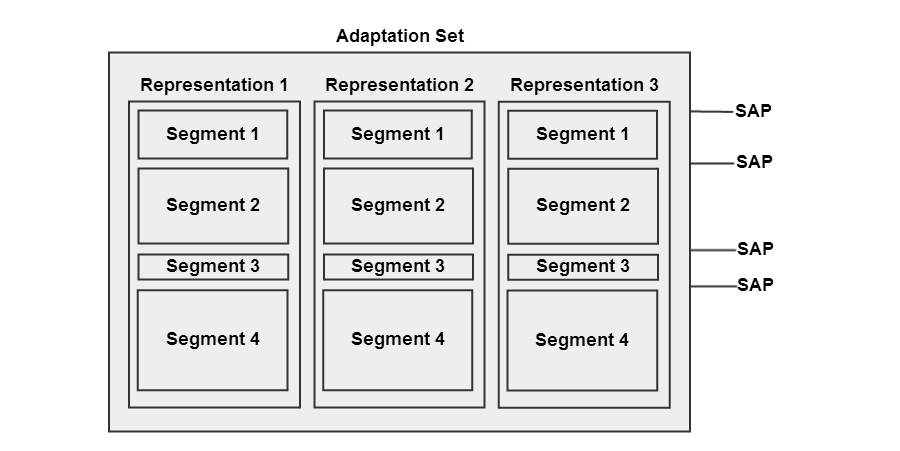 Adaptation Set
Representation 1 Representation 2 Representation 3
SAP
Segment 1 Segment 1 Segment 1
SAP
Segment 2 Segment 2 Segment 2
SAP
Segment 3 Segment 3 Segment 3
SAP
Segment 4 Segment 4 Segment 4